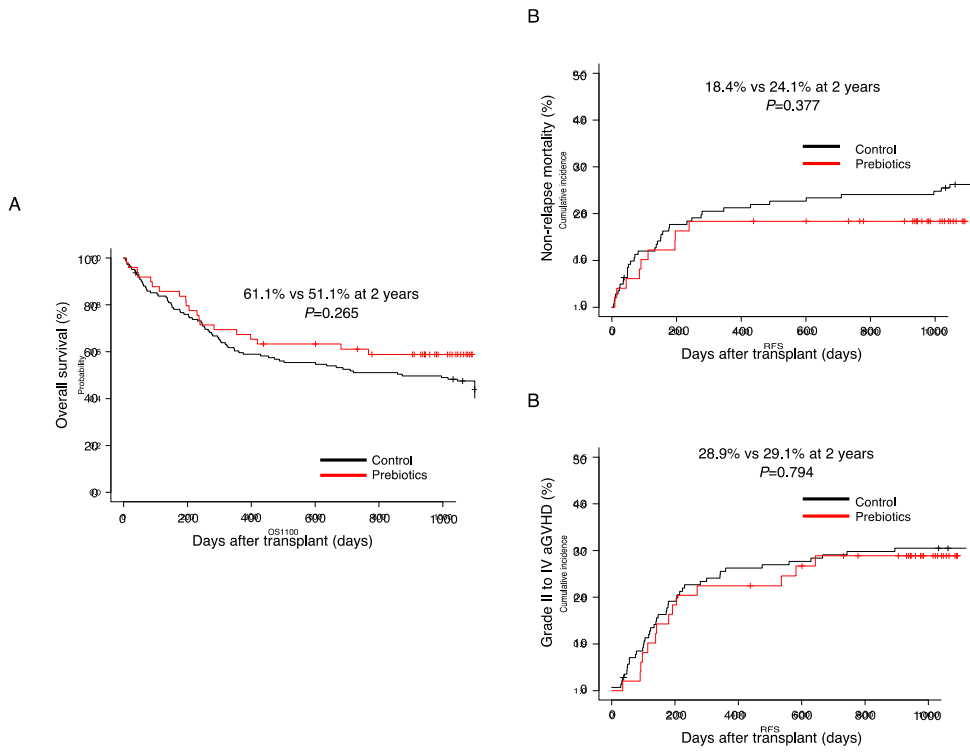 A
61.1% vs 51.1% at 2 years
P=0.265
Overall survival (%)
Probability
100
80
60
40
20
0
Control
Prebiotics
0 200 400 600 800 1000
OS1100
Days after transplant (days)
B
18.4% vs 24.1% at 2 years
P=0.377
Non-relapse mortality (%)
Cumulative incidence
50
40
30
20
10
0
Control
Prebiotics
0 200 400 600 800 1000
RFS
Days after transplant (days)
B
28.9% vs 29.1% at 2 years
P=0.794
Grade II to IV aGVHD (%)
Cumulative incidence
50
40
30
20
10
0
Control
Prebiotics
0 200 400 600 800 1000
RFS
Days after transplant (days)